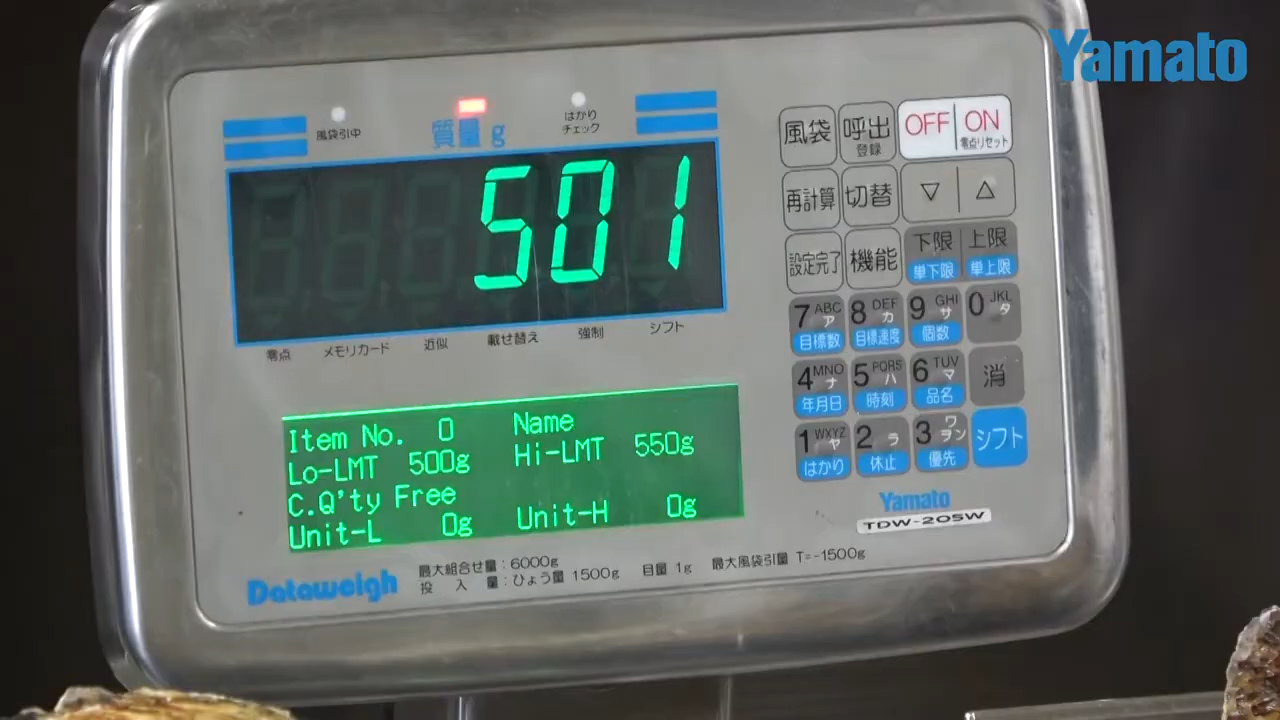 Yamato
風袋引中
質量 g
はかり
チェック
501
零点 メモリカード 近似 載せ替え 強制 シフト
Item No. 0 Name
Lo-LMT 500g Hi-LMT 550g
C.Q'ty Free
Unit-L 0g Unit-H 0g
Dataweigh
最大組合せ量:6000g
投入量:ひょう量 1500g 目量 1g 最大風袋引量 T=-1500g
風袋 呼出 登録 OFF ON 零点リセット
再計算 切替 ▽ △
設定完了 機能 下限 単下限 上限 単上限
7 ABC ア 目標数 8 DEF カ 目標速度 9 GHI サ 個数 0 JKL タ
4 MNO ナ 年月日 5 PQRS ハ 時刻 6 TUV マ 品名 消
1 WXYZ ヤ はかり 2 ラ 休止 3 ワヲン 優先 シフト
Yamato
TDW-205W